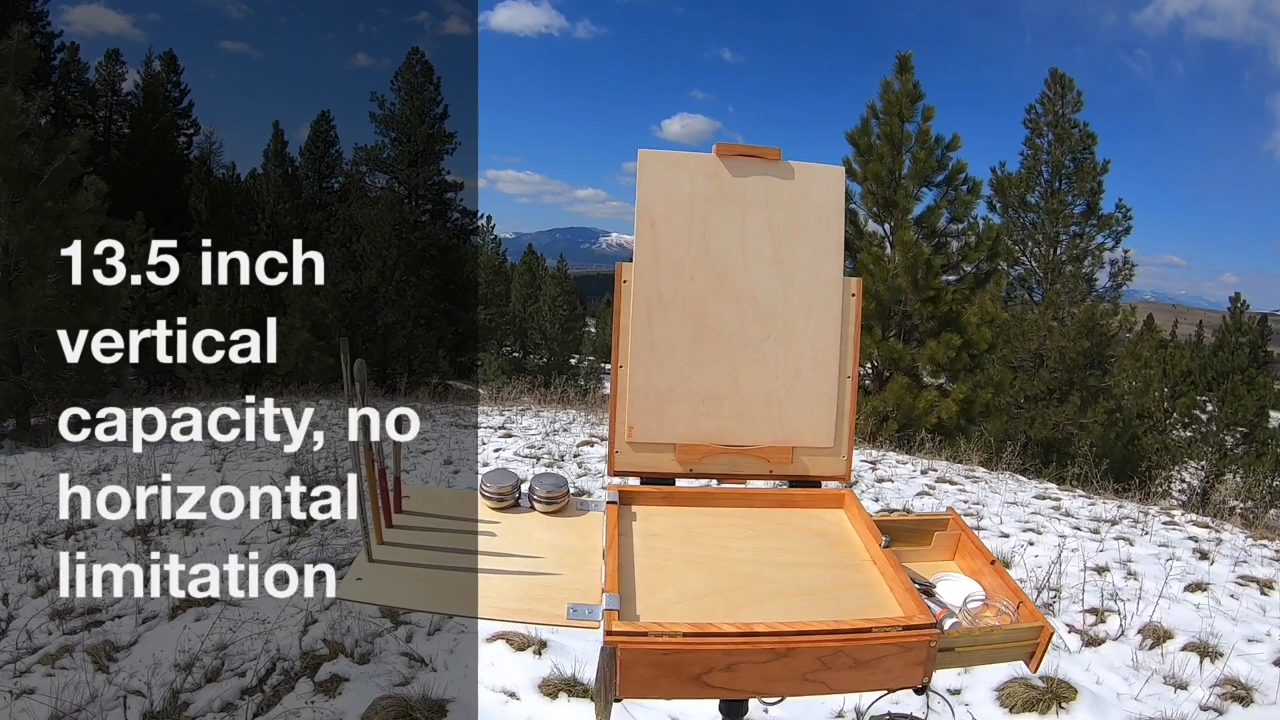 13.5 inch
vertical
capacity, no
horizontal
limitation